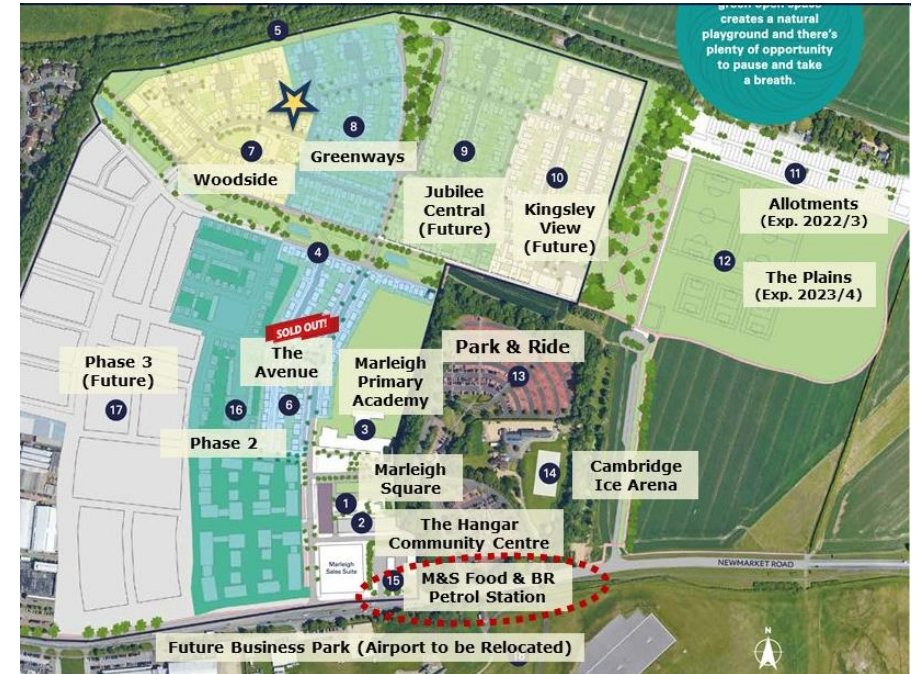 green open space
creates a natural
playground and there's
plenty of opportunity
to pause and take
a breath.
5
7
Woodside
8
Greenways
9
Jubilee
Central
(Future)
10
Kingsley
View
(Future)
11
Allotments
(Exp. 2022/3)
12
The Plains
(Exp. 2023/4)
4
SOLD OUT!
The
Avenue
6
Phase 3
(Future)
17
16
Phase 2
Marleigh
Primary
Academy
3
Park & Ride
13
Marleigh
Square
1
2
14
Cambridge
Ice Arena
The Hangar
Community Centre
Marleigh
Sales Suite
15
M&S Food & BR
Petrol Station
NEWMARKET ROAD
Future Business Park (Airport to be Relocated)
N